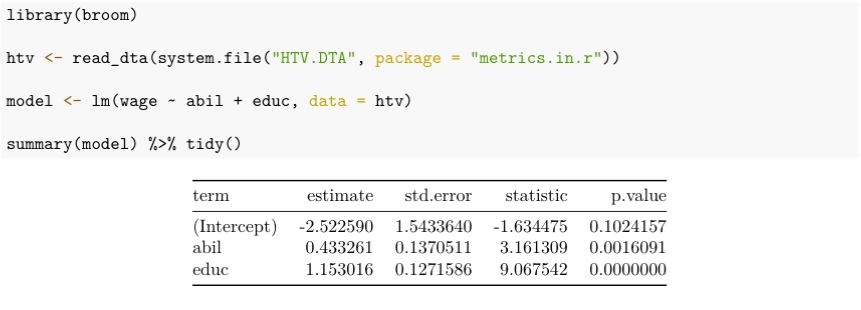 library(broom)
htv <- read_dta(system.file("HTV.DTA", package = "metrics.in.r"))
model <- lm(wage ~ abil + educ, data = htv)
summary(model) %>% tidy()
term estimate std.error statistic p.value
(Intercept) -2.522590 1.5433640 -1.634475 0.1024157
abil 0.433261 0.1370511 3.161309 0.0016091
educ 1.153016 0.1271586 9.067542 0.0000000